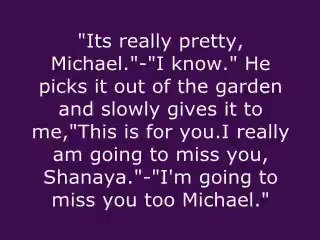 "Its really pretty,
Michael."-"I know." He
picks it out of the garden
and slowly gives it to
me,"This is for you.I really
am going to miss you,
Shanaya."-"I'm going to
miss you too Michael."